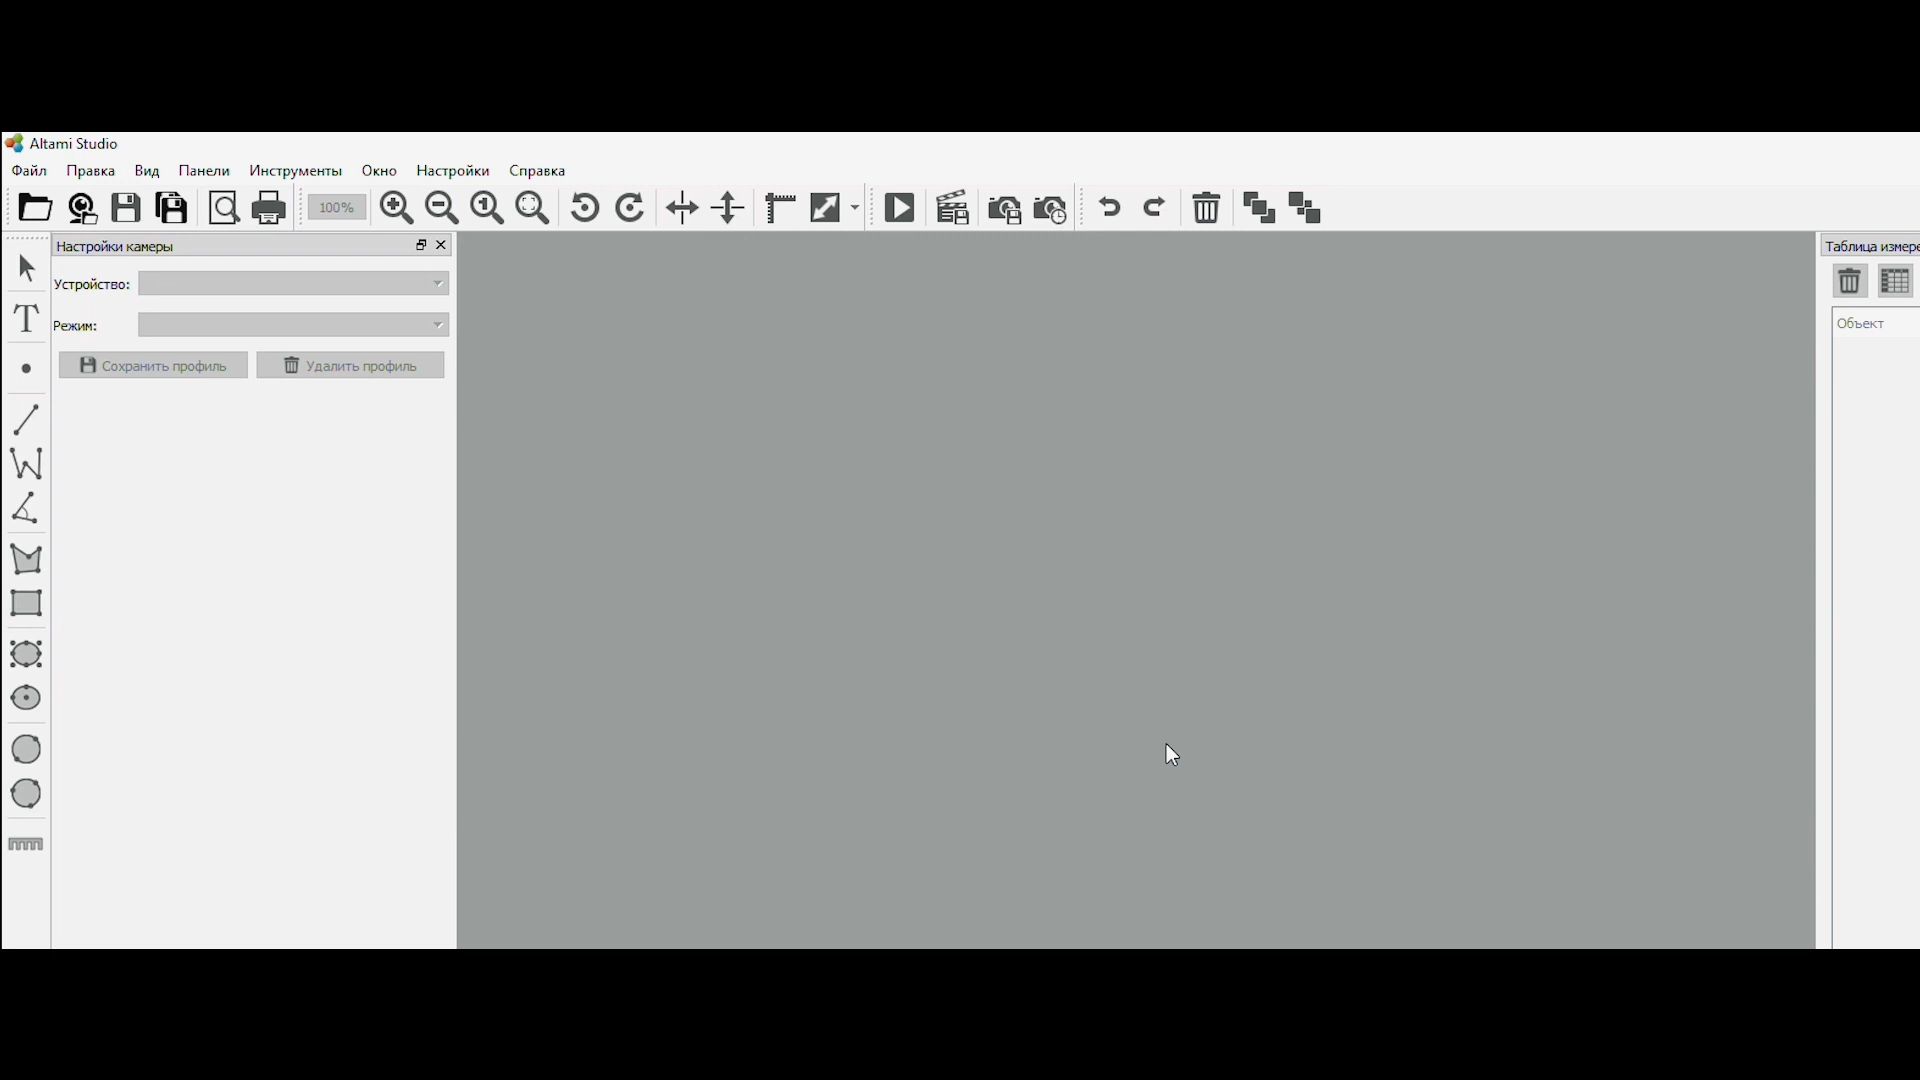 Altami Studio
Файл Правка Вид Панели Инструменты Окно Настройки Справка
100%
Настройки камеры
Устройство:
Режим:
Сохранить профиль Удалить профиль
Таблица измере
Объект